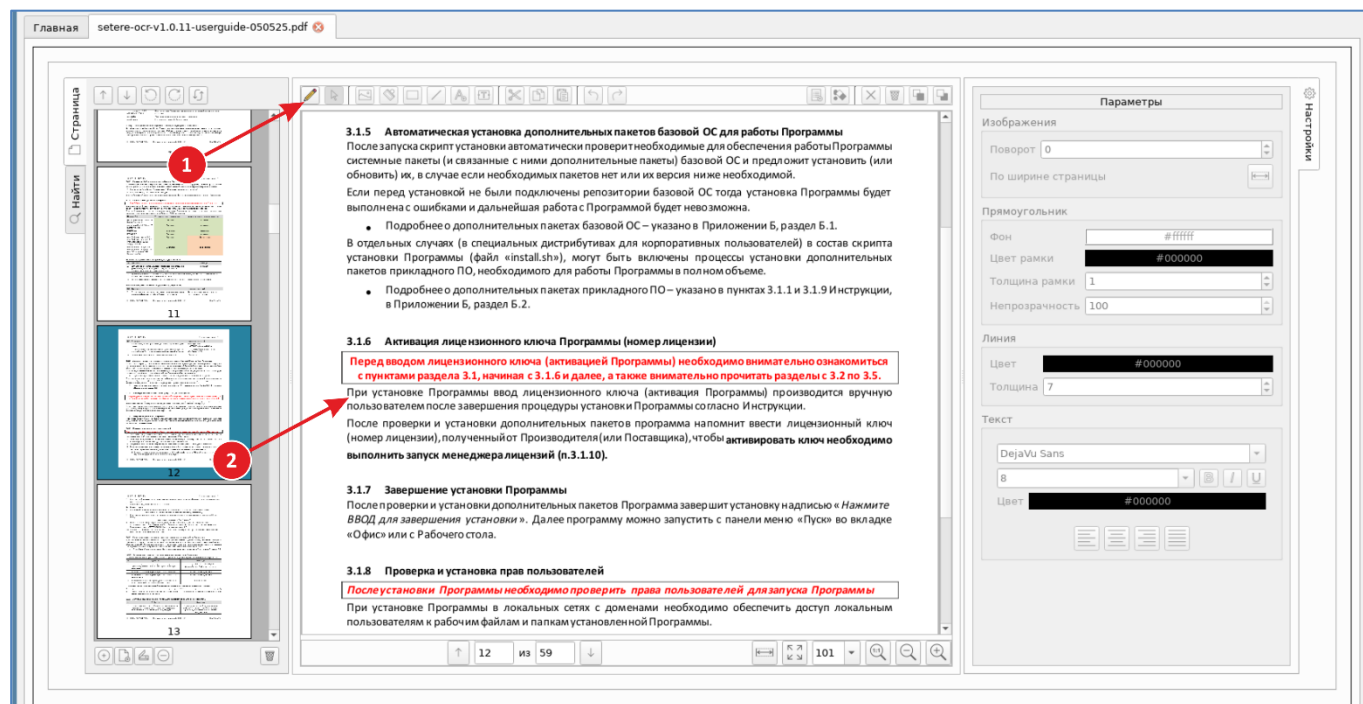 Главная
setere-ocr-v1.0.11-userguide-050525.pdf
Страница
Найти
1
2
11
12
13
3.1.5 Автоматическая установка дополнительных пакетов базовой ОС для работы Программы
После запуска скрипт установки автоматически проверит необходимые для обеспечения работы Программы
системные пакеты (и связанные с ними дополнительные пакеты) базовой ОС и предложит установить (или
обновить) их, в случае если необходимых пакетов нет или их версия ниже необходимой.
Если перед установкой не были подключены репозитории базовой ОС тогда установка Программы будет
выполнена с ошибками и дальнейшая работа с Программой будет невозможна.
• Подробнее о дополнительных пакетах базовой ОС – указано в Приложении Б, раздел Б.1.
В отдельных случаях (в специальных дистрибутивах для корпоративных пользователей) в состав скрипта
установки Программы (файл «install.sh»), могут быть включены процессы установки дополнительных
пакетов прикладного ПО, необходимого для работы Программы в полном объеме.
• Подробнее о дополнительных пакетах прикладного ПО – указано в пунктах 3.1.1 и 3.1.9 Инструкции,
в Приложении Б, раздел Б.2.
3.1.6 Активация лицензионного ключа Программы (номер лицензии)
Перед вводом лицензионного ключа (активацией Программы) необходимо внимательно ознакомиться
с пунктами раздела 3.1, начиная с 3.1.6 и далее, а также внимательно прочитать разделы с 3.2 по 3.5.
При установке Программы ввод лицензионного ключа (активация Программы) производится вручную
пользователем после завершения процедуры установки Программы согласно Инструкции.
После проверки и установки дополнительных пакетов программа напомнит ввести лицензионный ключ
(номер лицензии), полученный от Производителя (или Поставщика), чтобы активировать ключ необходимо
выполнить запуск менеджера лицензий (п.3.1.10).
3.1.7 Завершение установки Программы
После проверки и установки дополнительных пакетов Программа завершит установку надписью « Нажмите
ВВОД для завершения установки ». Далее программу можно запустить с панели меню «Пуск» во вкладке
«Офис» или с Рабочего стола.
3.1.8 Проверка и установка прав пользователей
После установки Программы необходимо проверить права пользователей для запуска Программы
При установке Программы в локальных сетях с доменами необходимо обеспечить доступ локальным
пользователям к рабочим файлам и папкам установленной Программы.
12 из 59
101
Параметры
Изображения
Поворот 0
По ширине страницы
Прямоугольник
Фон #ffffff
Цвет рамки #000000
Толщина рамки 1
Непрозрачность 100
Линия
Цвет #000000
Толщина 7
Текст
DejaVu Sans
8 B I U
Цвет #000000
Настройки